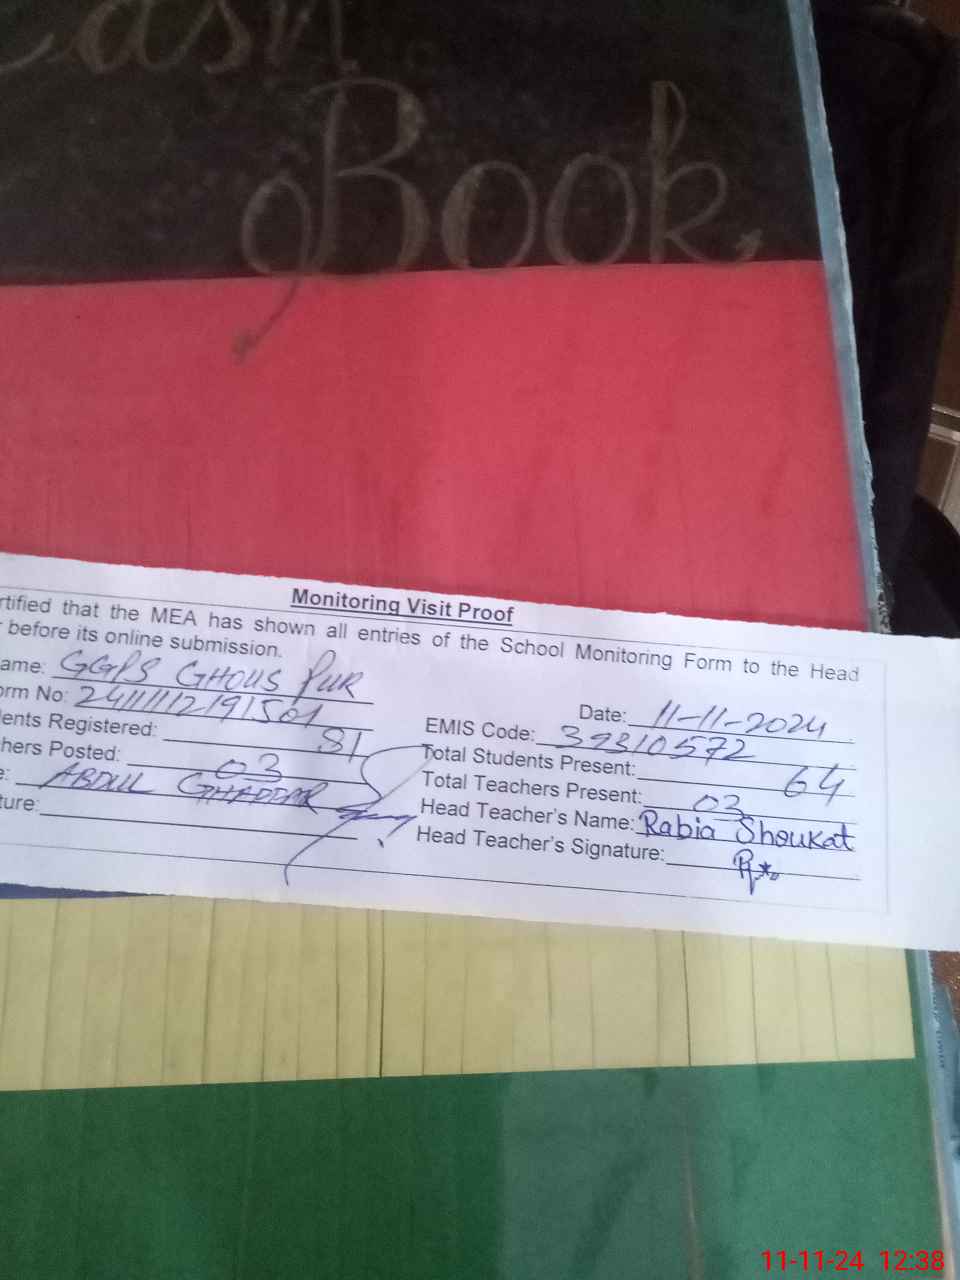 Cash
Book
Monitoring Visit Proof
rtified that the MEA has shown all entries of the School Monitoring Form to the Head
before its online submission.
ame: GGPS GHOUS PUR
Date: 11-11-2024
orm No: 2411112191501
EMIS Code: 39310572
ents Registered: 81
Total Students Present: 64
hers Posted: 03
Total Teachers Present: 03
e: ABDUL GHAFFAR
Head Teacher's Name: Rabia Shoukat
ture:
Head Teacher's Signature:
11-11-24 12:38